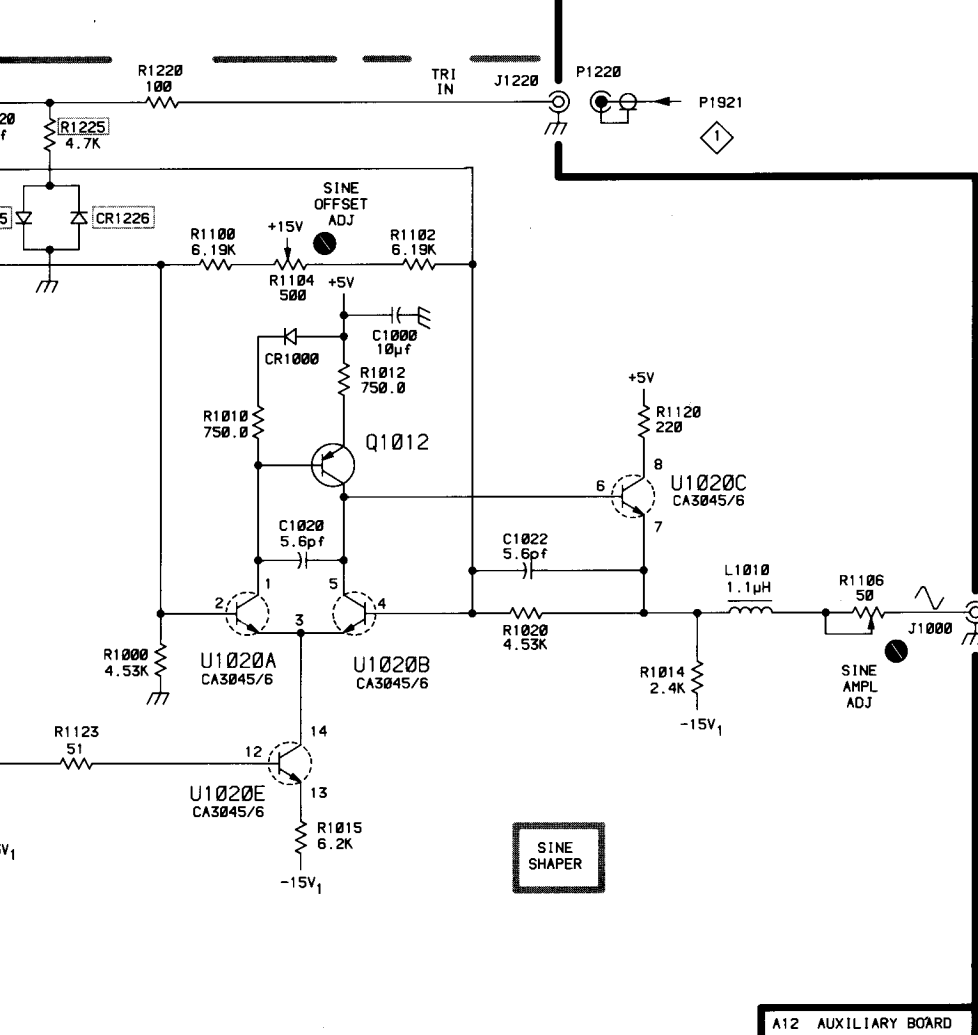 R1220
100
TRI
IN
J1220
P1220
P1921
1
20
f
R1225
4.7K
5
CR1226
SINE
OFFSET
ADJ
+15V
R1100
6.19K
R1102
6.19K
R1104
500
+5V
C1000
10µf
CR1000
R1012
750.0
R1010
750.0
Q1012
+5V
R1120
220
8
6
U1020C
CA3045/6
7
C1020
5.6pf
C1022
5.6pf
1
5
2
4
3
L1010
1.1µH
R1106
50
J1000
R1020
4.53K
R1000
4.53K
U1020A
CA3045/6
U1020B
CA3045/6
R1014
2.4K
-15V1
SINE
AMPL
ADJ
R1123
51
14
12
U1020E
CA3045/6
13
R1015
6.2K
-15V1
V1
SINE
SHAPER
A12 AUXILIARY BOARD